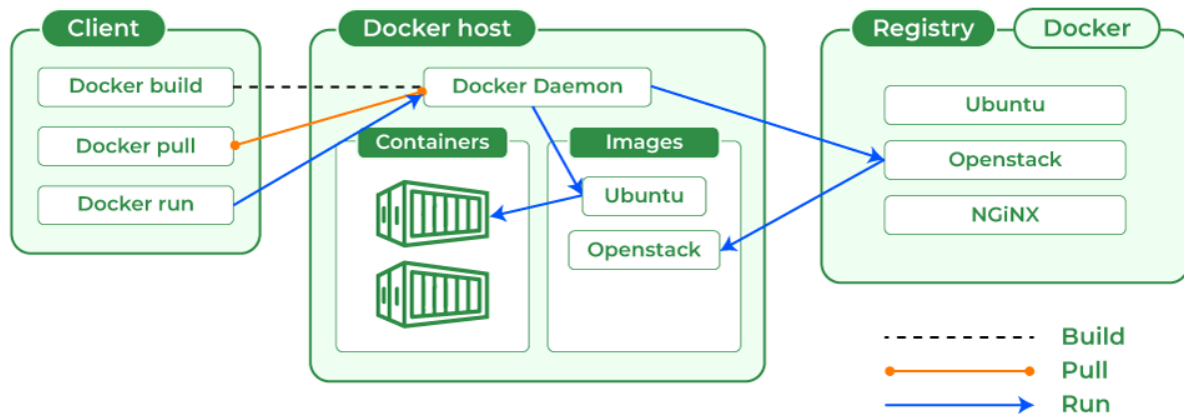 Client
Docker build
Docker pull
Docker run
Docker host
Docker Daemon
Containers
Images
Ubuntu
Openstack
Registry
Docker
Ubuntu
Openstack
NGiNX
Build
Pull
Run